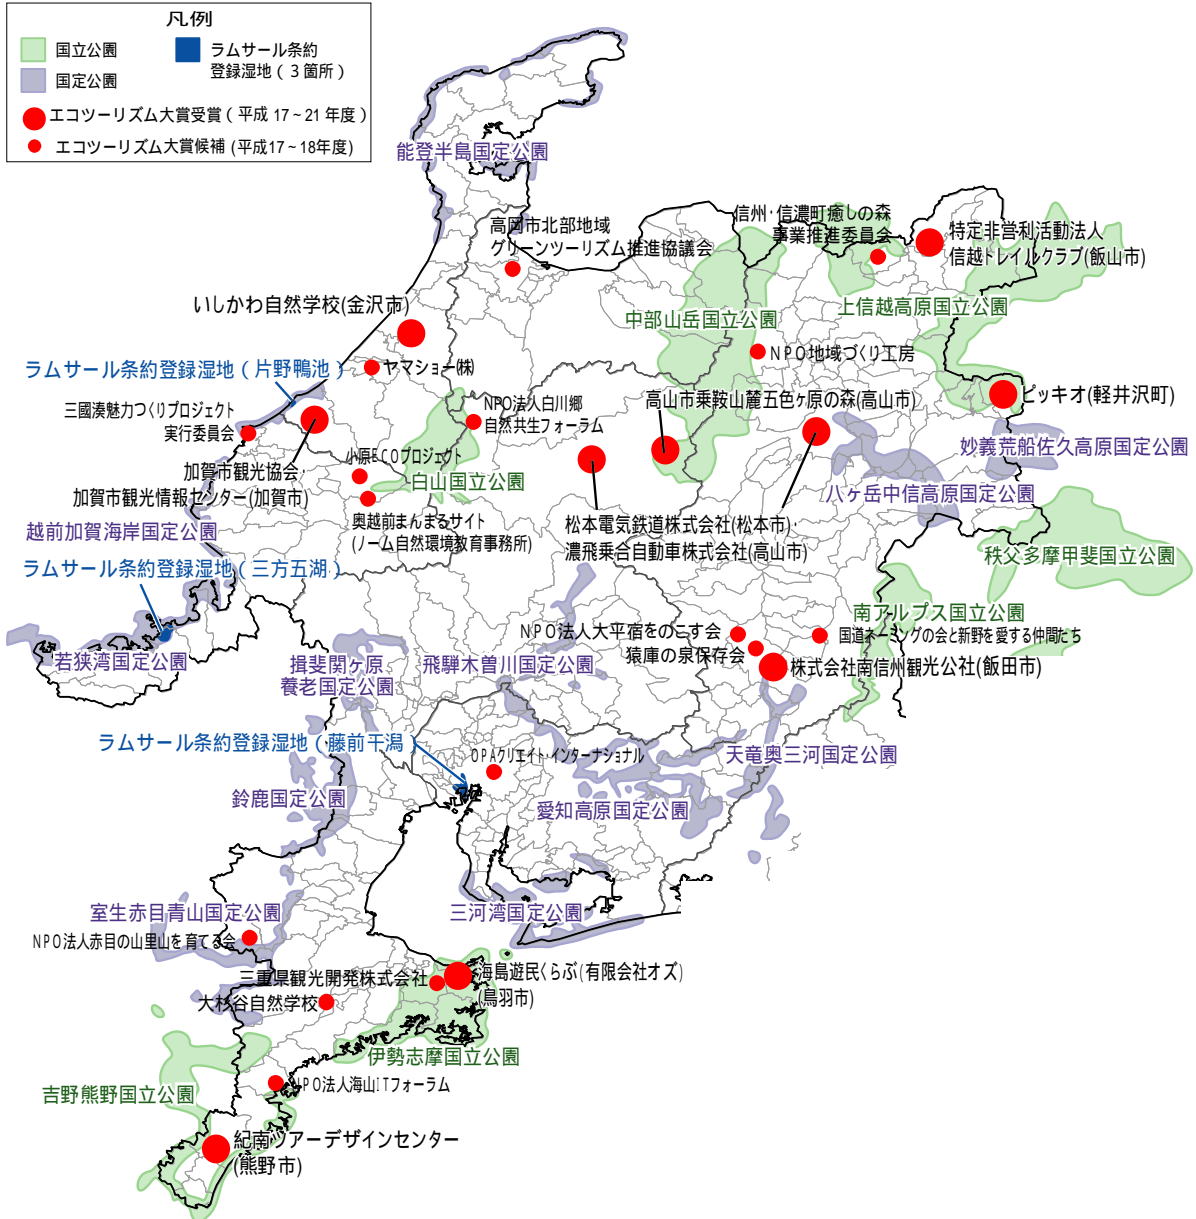 凡例
国立公園
国定公園
ラムサール条約
登録湿地（３箇所）
エコツーリズム大賞受賞（平成 17～21 年度）
エコツーリズム大賞候補 (平成17～18年度)
能登半島国定公園
高岡市北部地域
グリーンツーリズム推進協議会
信州・信濃町癒しの森
事業推進委員会
特定非営利活動法人
信越トレイルクラブ(飯山市)
いしかわ自然学校(金沢市)
中部山岳国立公園
上信越高原国立公園
ラムサール条約登録湿地（片野鴨池）
ヤマショー㈱
NPO地域づくり工房
三國湊魅力つくりプロジェクト
実行委員会
NPO法人白川郷
自然共生フォーラム
高山市乗鞍山麓五色ヶ原の森(高山市)
ピッキオ(軽井沢町)
妙義荒船佐久高原国定公園
加賀市観光協会・
加賀市観光情報センター(加賀市)
小原ECOプロジェクト
白山国立公園
八ヶ岳中信高原国定公園
奥越前まんまるサイト
(ノーム自然環境教育事務所)
松本電気鉄道株式会社(松本市)・
濃飛乗合自動車株式会社(高山市)
越前加賀海岸国定公園
秩父多摩甲斐国立公園
ラムサール条約登録湿地（三方五湖）
南アルプス国立公園
若狭湾国定公園
揖斐関ヶ原
養老国定公園
飛騨木曽川国定公園
NPO法人大平宿をのこす会
猿庫の泉保存会
国道ネーミングの会と新野を愛する仲間たち
株式会社南信州観光公社(飯田市)
ラムサール条約登録湿地（藤前干潟）
OPAクリエイト・インターナショナル
天竜奥三河国定公園
鈴鹿国定公園
愛知高原国定公園
室生赤目青山国定公園
三河湾国定公園
NPO法人赤目の里山を育てる会
三重県観光開発株式会社
海島遊民くらぶ(有限会社オズ)
(鳥羽市)
大杉谷自然学校
伊勢志摩国立公園
吉野熊野国立公園
NPO法人海山ITフォーラム
紀南ツアーデザインセンター
(熊野市)